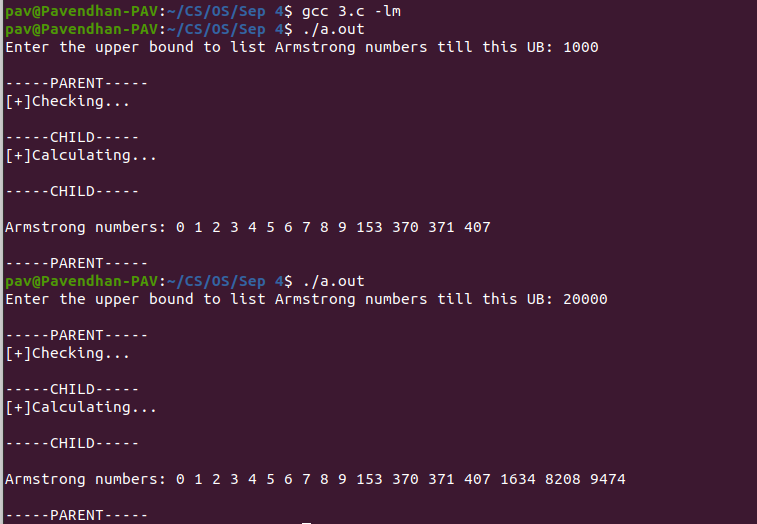 pav@Pavendhan-PAV:~/CS/OS/Sep 4$ gcc 3.c -lm
pav@Pavendhan-PAV:~/CS/OS/Sep 4$ ./a.out
Enter the upper bound to list Armstrong numbers till this UB: 1000
-----PARENT-----
[+]Checking...
-----CHILD-----
[+]Calculating...
-----CHILD-----
Armstrong numbers: 0 1 2 3 4 5 6 7 8 9 153 370 371 407
-----PARENT-----
pav@Pavendhan-PAV:~/CS/OS/Sep 4$ ./a.out
Enter the upper bound to list Armstrong numbers till this UB: 20000
-----PARENT-----
[+]Checking...
-----CHILD-----
[+]Calculating...
-----CHILD-----
Armstrong numbers: 0 1 2 3 4 5 6 7 8 9 153 370 371 407 1634 8208 9474
-----PARENT-----